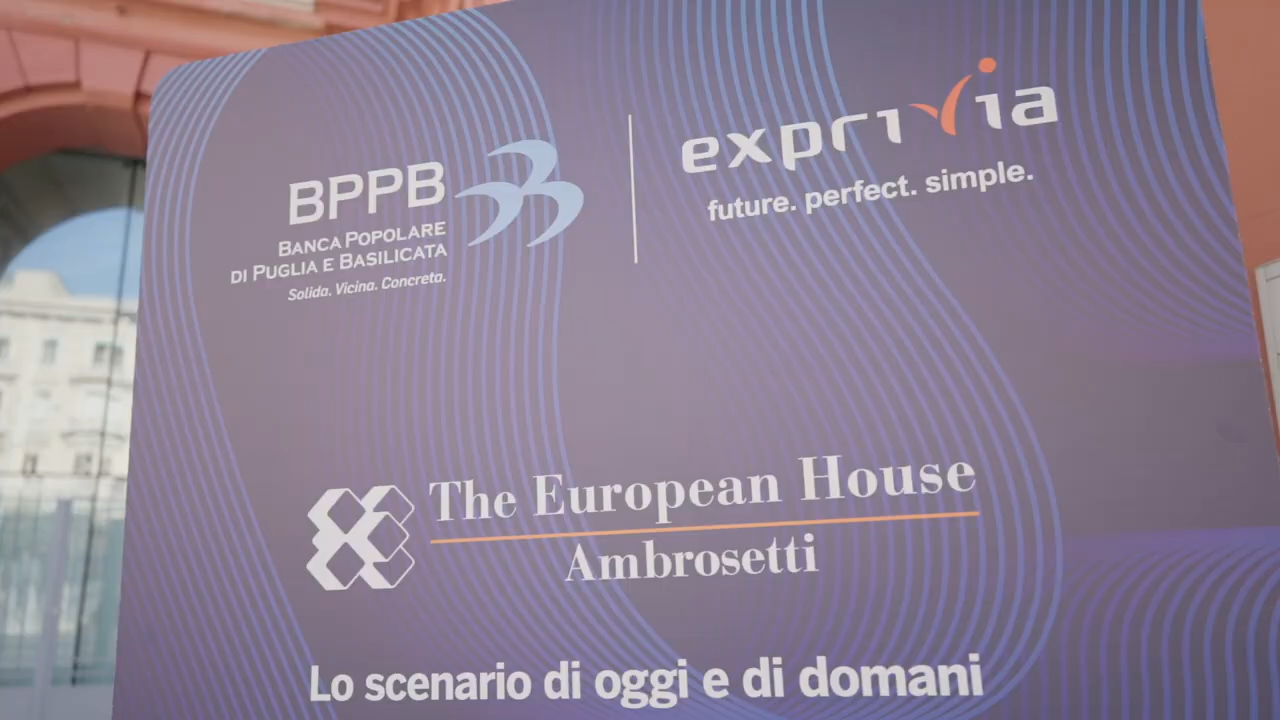 BPPB
BANCA POPOLARE
DI PUGLIA E BASILICATA
Solida. Vicina. Concreta.
exprivia
future. perfect. simple.
The European House
Ambrosetti
Lo scenario di oggi e di domani